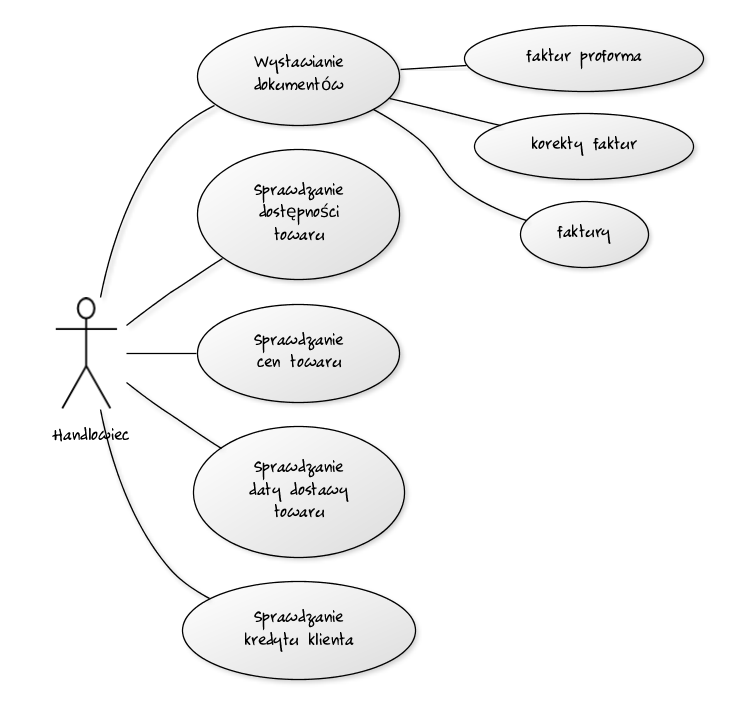 Wystawianie
dokumentów
faktur proforma
korekty faktur
faktury
Sprawdzanie
dostępności
towaru
Sprawdzanie
cen towaru
Handlowiec
Sprawdzanie
daty dostawy
towaru
Sprawdzanie
kredytu klienta